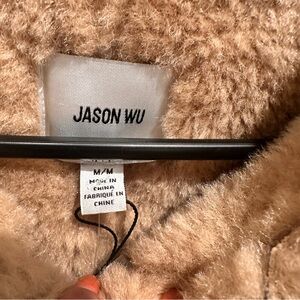 JASON WU
M/M
MADE IN
CHINA
FABRIQUÉ EN
CHINE